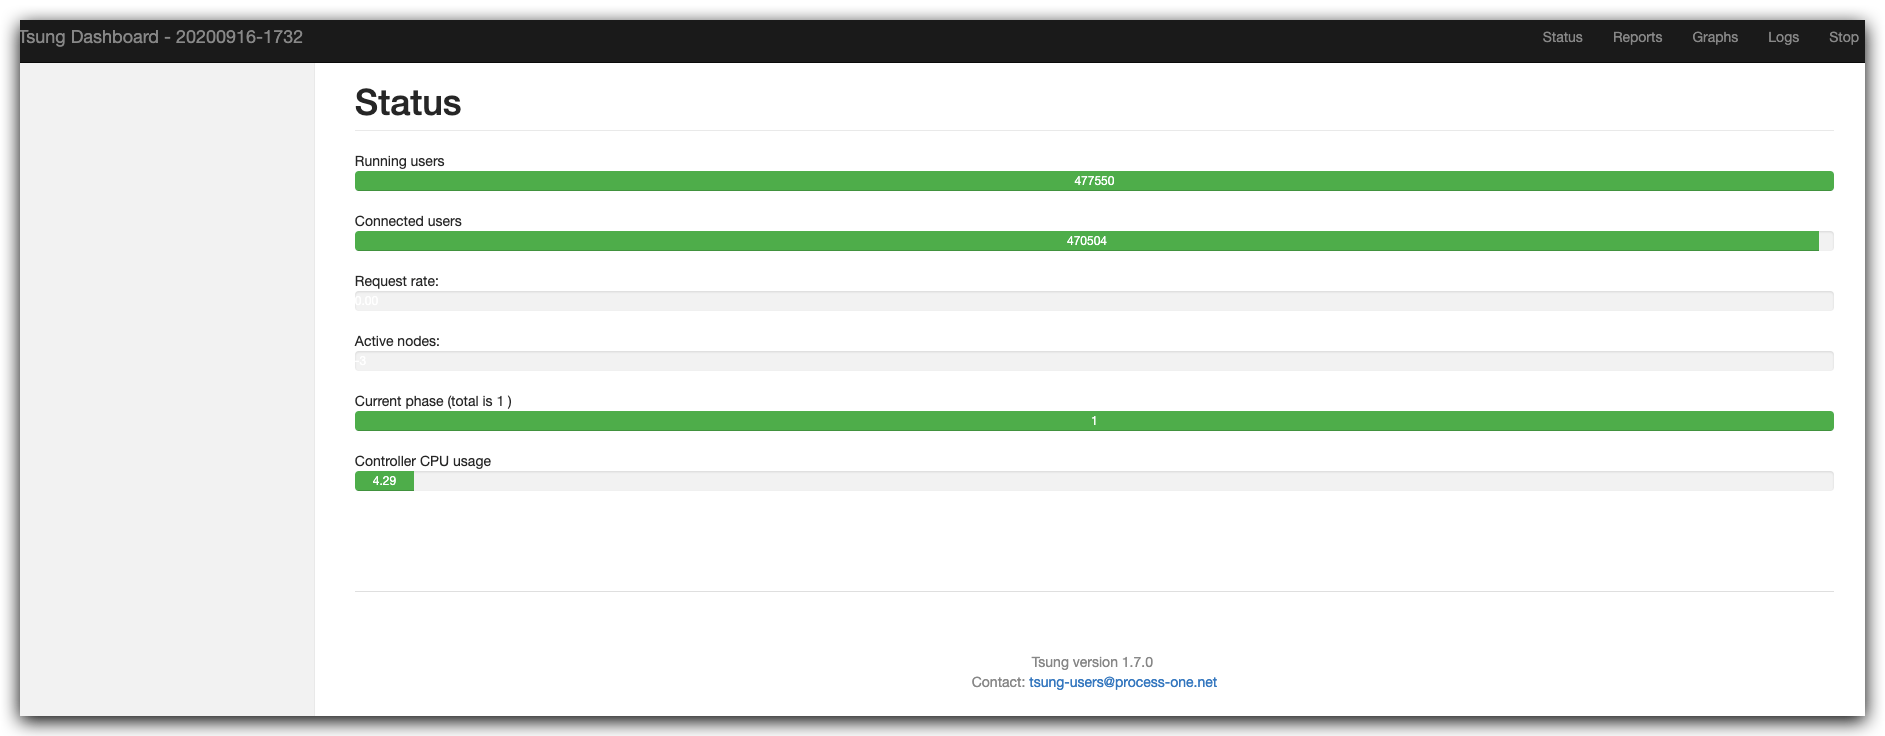 Tsung Dashboard - 20200916-1732
Status Reports Graphs Logs Stop
Status
Running users
477550
Connected users
470504
Request rate:
0.00
Active nodes:
-3
Current phase (total is 1 )
1
Controller CPU usage
4.29
Tsung version 1.7.0
Contact: tsung-users@process-one.net